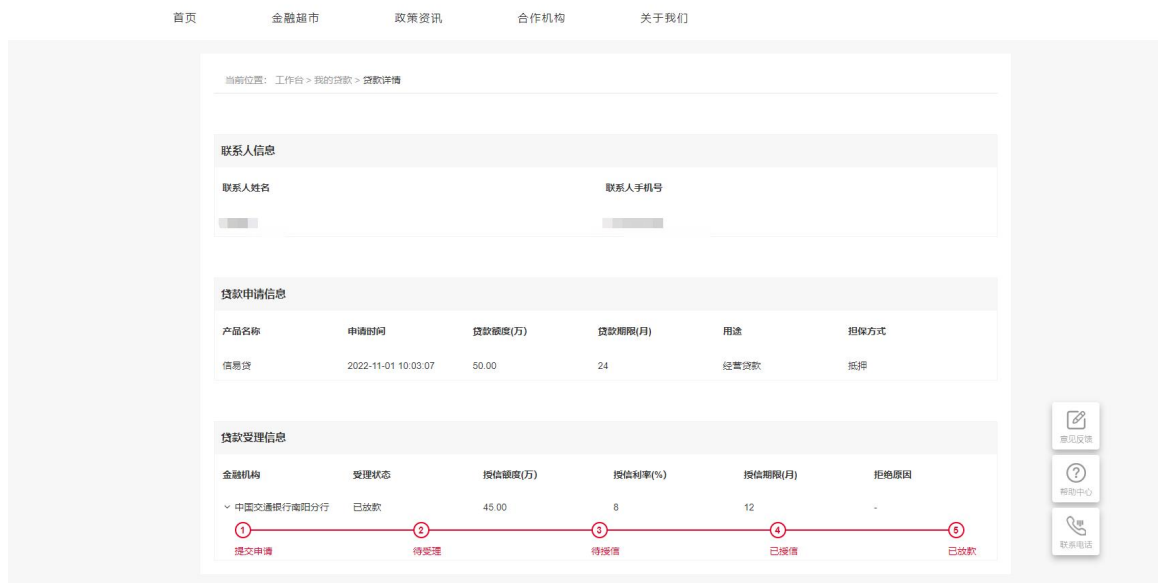 首页 金融超市 政策资讯 合作机构 关于我们
当前位置: 工作台 > 我的贷款 > 贷款详情
联系人信息
联系人姓名 联系人手机号
贷款申请信息
产品名称 申请时间 贷款额度(万) 贷款期限(月) 用途 担保方式
信易贷 2022-11-01 10:03:07 50.00 24 经营贷款 抵押
贷款受理信息
金融机构 受理状态 授信额度(万) 授信利率(%) 授信期限(月) 拒绝原因
中国交通银行南阳分行 已放款 45.00 8 12 -
1 2 3 4 5
提交申请 待受理 待授信 已授信 已放款
意见反馈
帮助中心
联系电话